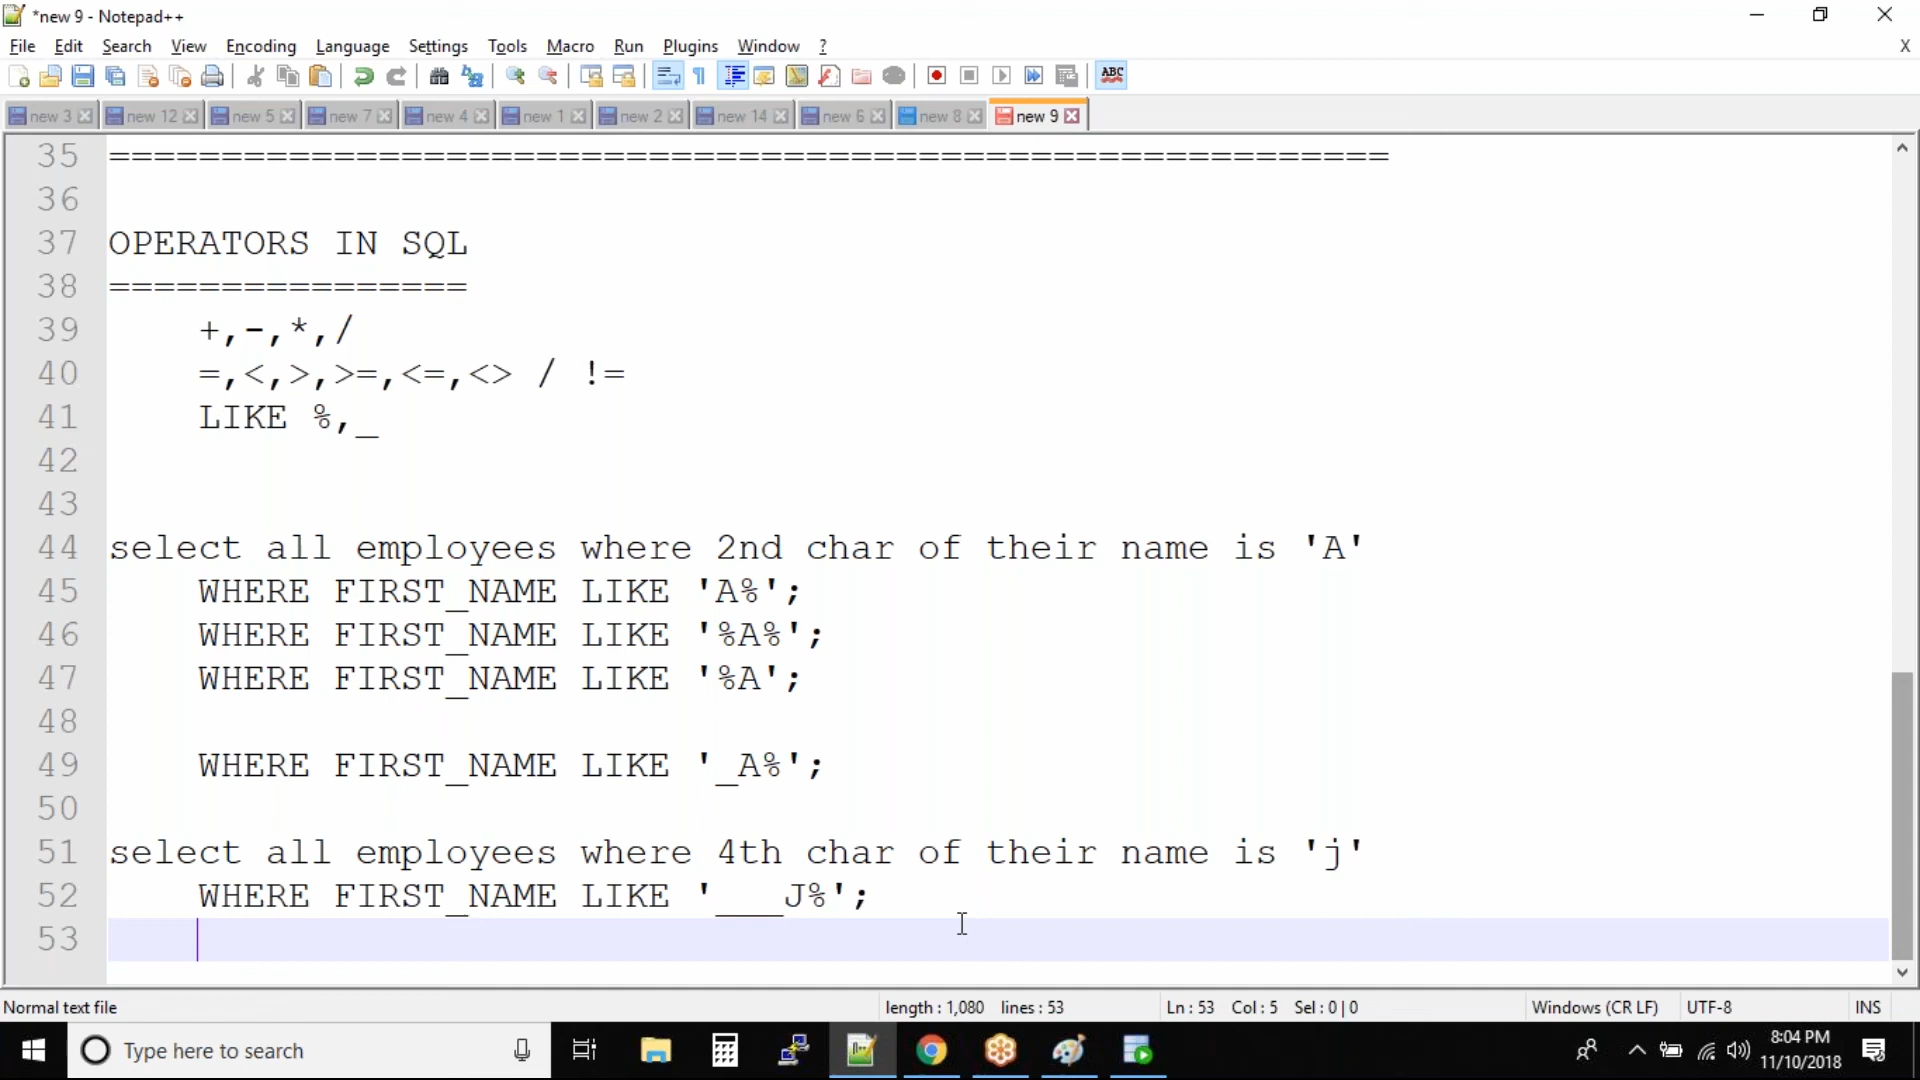 *new 9 - Notepad++
File Edit Search View Encoding Language Settings Tools Macro Run Plugins Window ? X
ABC
new 3 new 12 new 5 new 7 new 4 new 1 new 2 new 14 new 6 new 8 new 9
35 =========================================================
36
37 OPERATORS IN SQL
38 ================
39 +,-,*,/
40 =,<,>,>=,<=,<> / !=
41 LIKE %,_
42
43
44 select all employees where 2nd char of their name is 'A'
45 WHERE FIRST_NAME LIKE 'A%';
46 WHERE FIRST_NAME LIKE '%A%';
47 WHERE FIRST_NAME LIKE '%A';
48
49 WHERE FIRST_NAME LIKE '_A%';
50
51 select all employees where 4th char of their name is 'j'
52 WHERE FIRST_NAME LIKE '___J%';
53
Normal text file length : 1,080 lines : 53 Ln : 53 Col : 5 Sel : 0 | 0 Windows (CR LF) UTF-8 INS
Type here to search
8:04 PM
11/10/2018